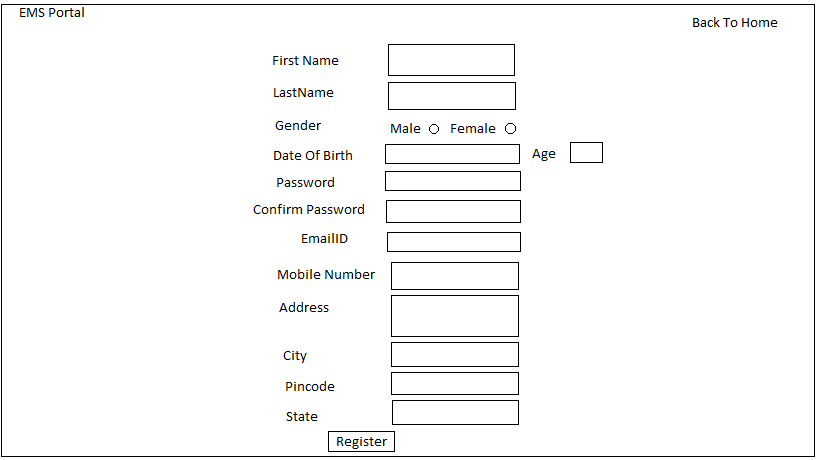 EMS Portal
Back To Home
First Name
LastName
Gender Male Female
Date Of Birth Age
Password
Confirm Password
EmailID
Mobile Number
Address
City
Pincode
State
Register